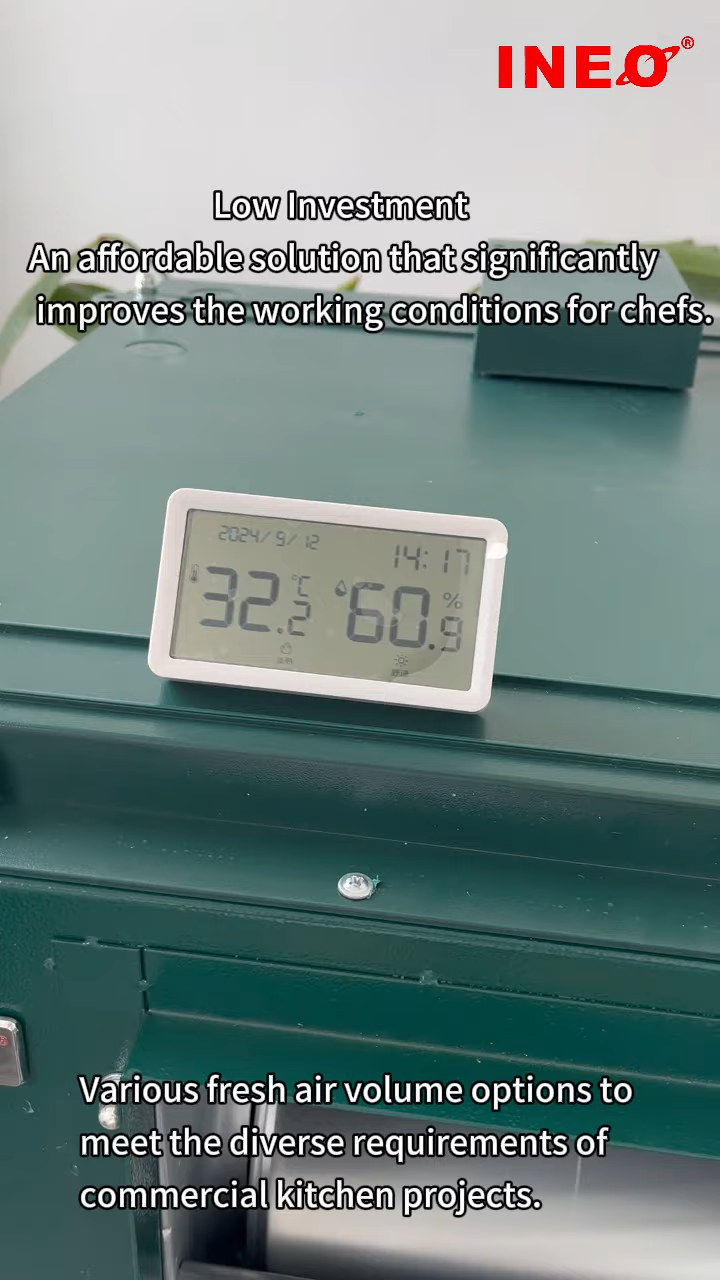 INEO®
Low Investment
An affordable solution that significantly
improves the working conditions for chefs.
2024/9/12
14:17
32.2 ℃
60.9 %
Various fresh air volume options to
meet the diverse requirements of
commercial kitchen projects.